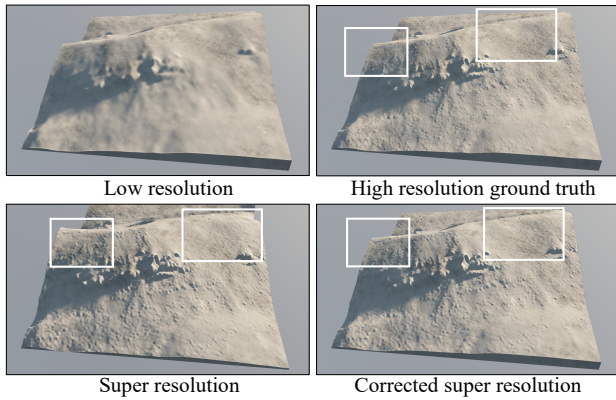 Low resolution
High resolution ground truth
Super resolution
Corrected super resolution